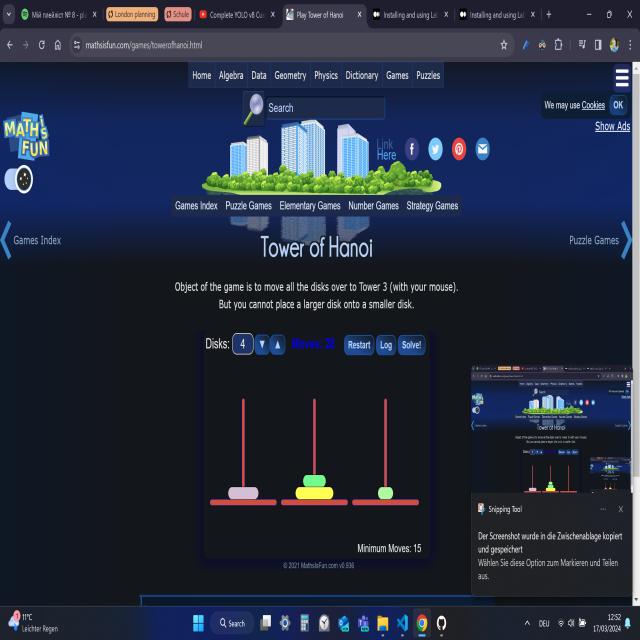 Мій плейлист № 8 - pl
London planning
Schule
Complete YOLO v8 Cus
Play Tower of Hanoi
Installing and using Lab
Installing and using Lab
mathsisfun.com/games/towerofhanoi.html
Home Algebra Data Geometry Physics Dictionary Games Puzzles
Search
We may use Cookies OK
Show Ads
MATHS IS FUN
Link Here
Games Index Puzzle Games Elementary Games Number Games Strategy Games
Games Index
Puzzle Games
Tower of Hanoi
Object of the game is to move all the disks over to Tower 3 (with your mouse).
But you cannot place a larger disk onto a smaller disk.
Disks: 4 Moves: 28 Restart Log Solve!
Minimum Moves: 15
© 2021 MathsIsFun.com v0.936
Snipping Tool
Der Screenshot wurde in die Zwischenablage kopiert
und gespeichert
Wählen Sie diese Option zum Markieren und Teilen
aus.
11°C
Leichter Regen
Search
DEU
12:52
17/03/2024